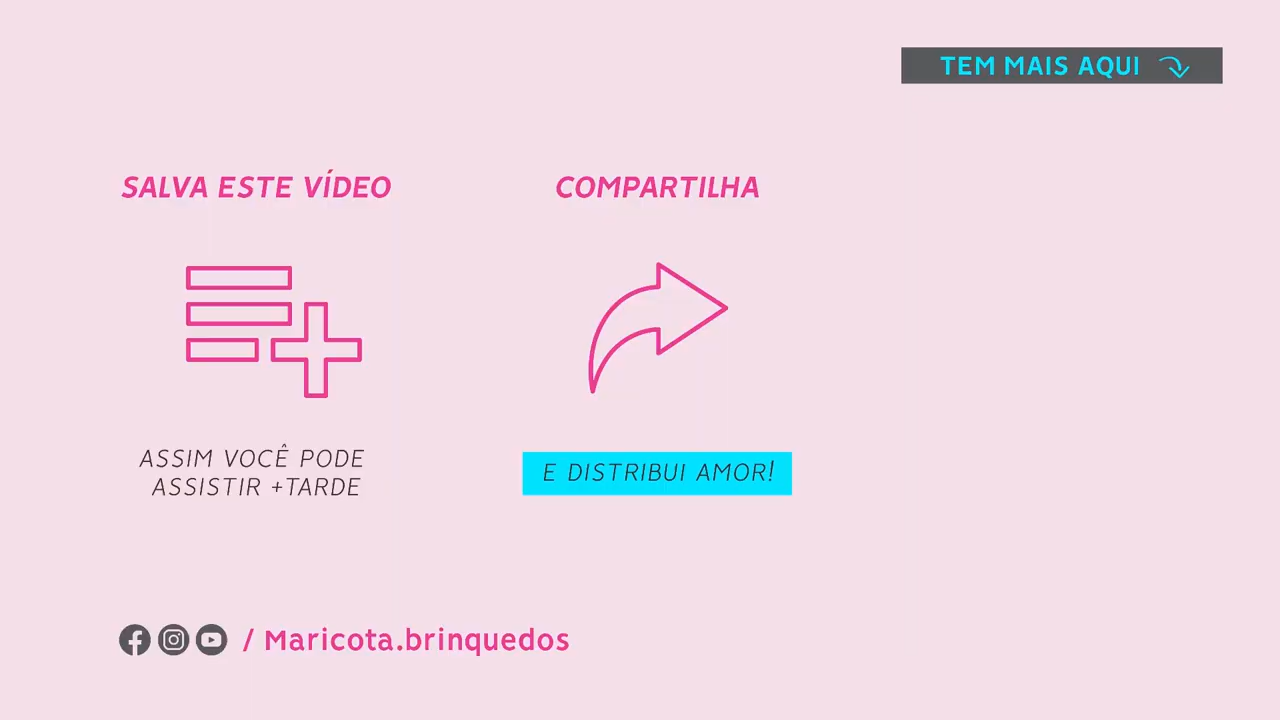 TEM MAIS AQUI
SALVA ESTE VÍDEO
COMPARTILHA
ASSIM VOCÊ PODE
ASSISTIR +TARDE
E DISTRIBUI AMOR!
/ Maricota.brinquedos